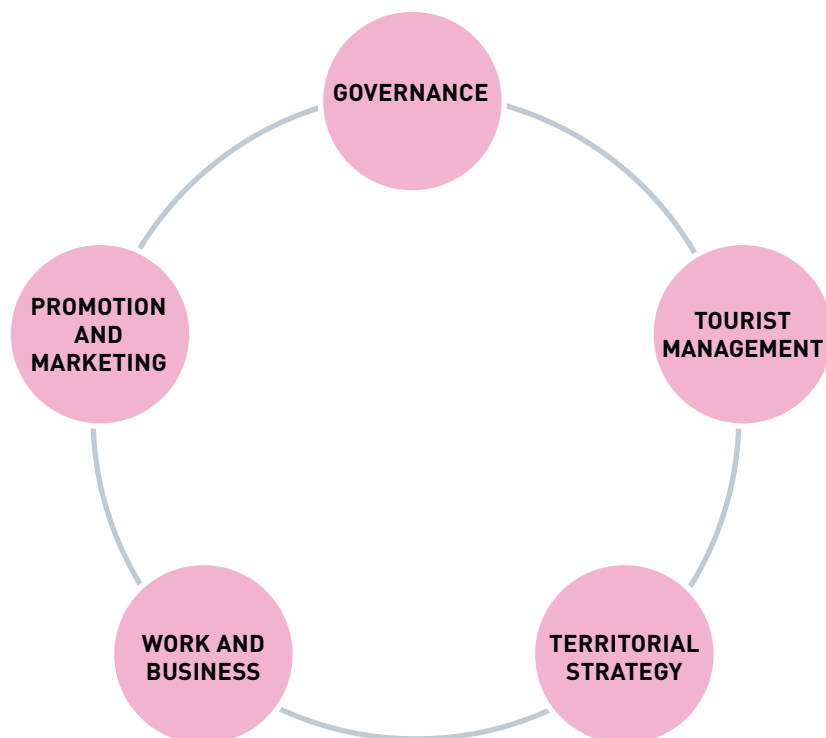 GOVERNANCE
TOURIST
MANAGEMENT
TERRITORIAL
STRATEGY
WORK AND
BUSINESS
PROMOTION
AND
MARKETING